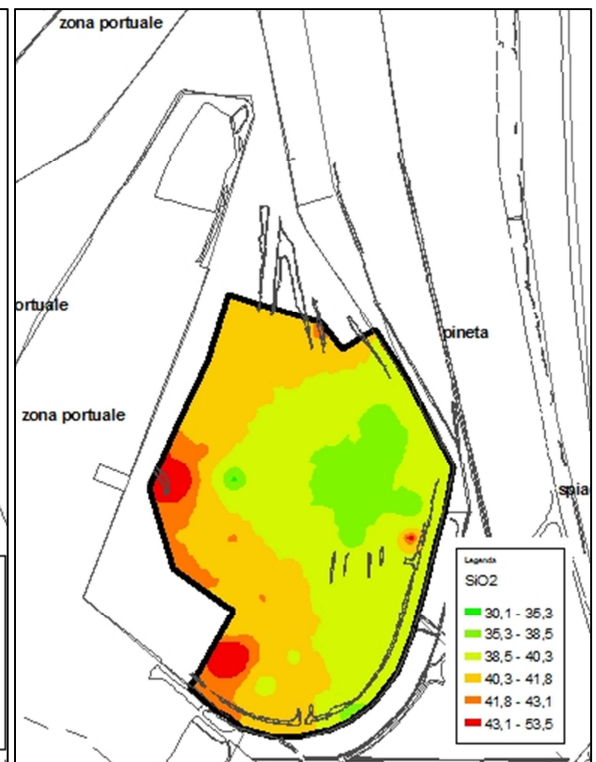 zona portuale
ortuale
pineta
zona portuale
spia
Legenda
SiO2
30,1 - 35,3
35,3 - 38,5
38,5 - 40,3
40,3 - 41,8
41,8 - 43,1
43,1 - 53,5